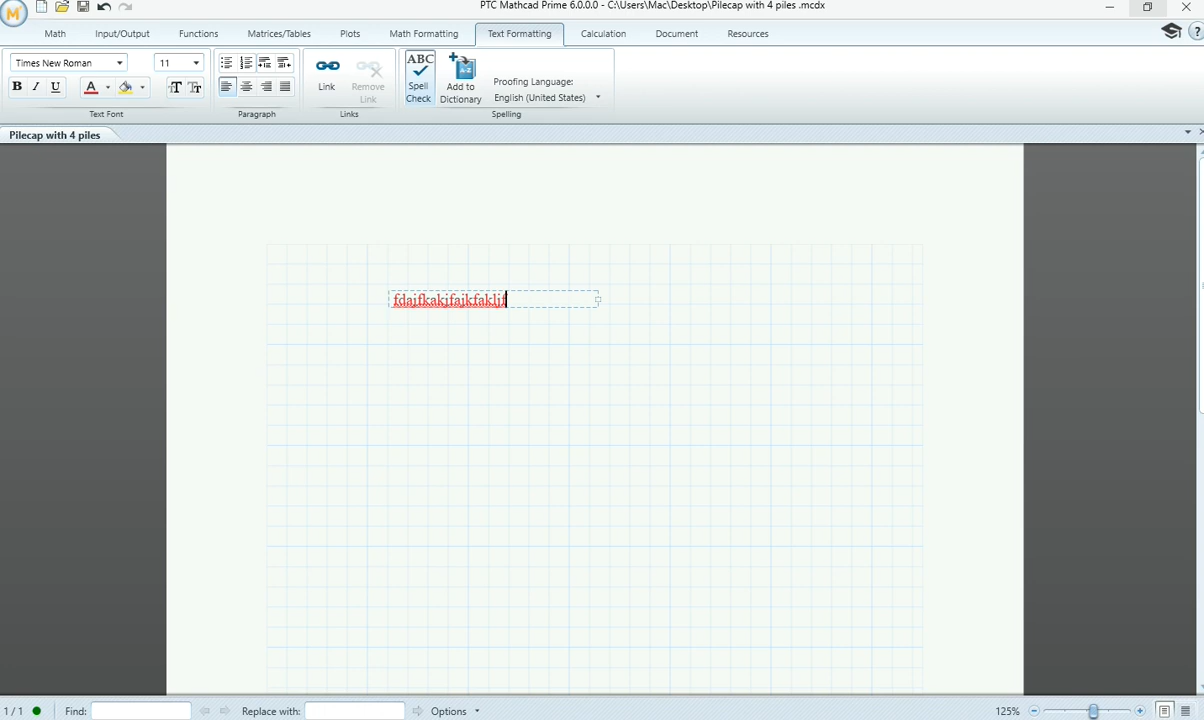 PTC Mathcad Prime 6.0.0.0 - C:\Users\Mac\Desktop\Pilecap with 4 piles .mcdx
Math Input/Output Functions Matrices/Tables Plots Math Formatting Text Formatting Calculation Document Resources
Times New Roman 11
ABC
Spell Check
Link
Remove Link
Add to Dictionary
Proofing Language:
English (United States)
B I U A
Text Font Paragraph Links Spelling
Pilecap with 4 piles
fdajfkakjfajkfakljf
1 / 1 Find: Replace with: Options 125%